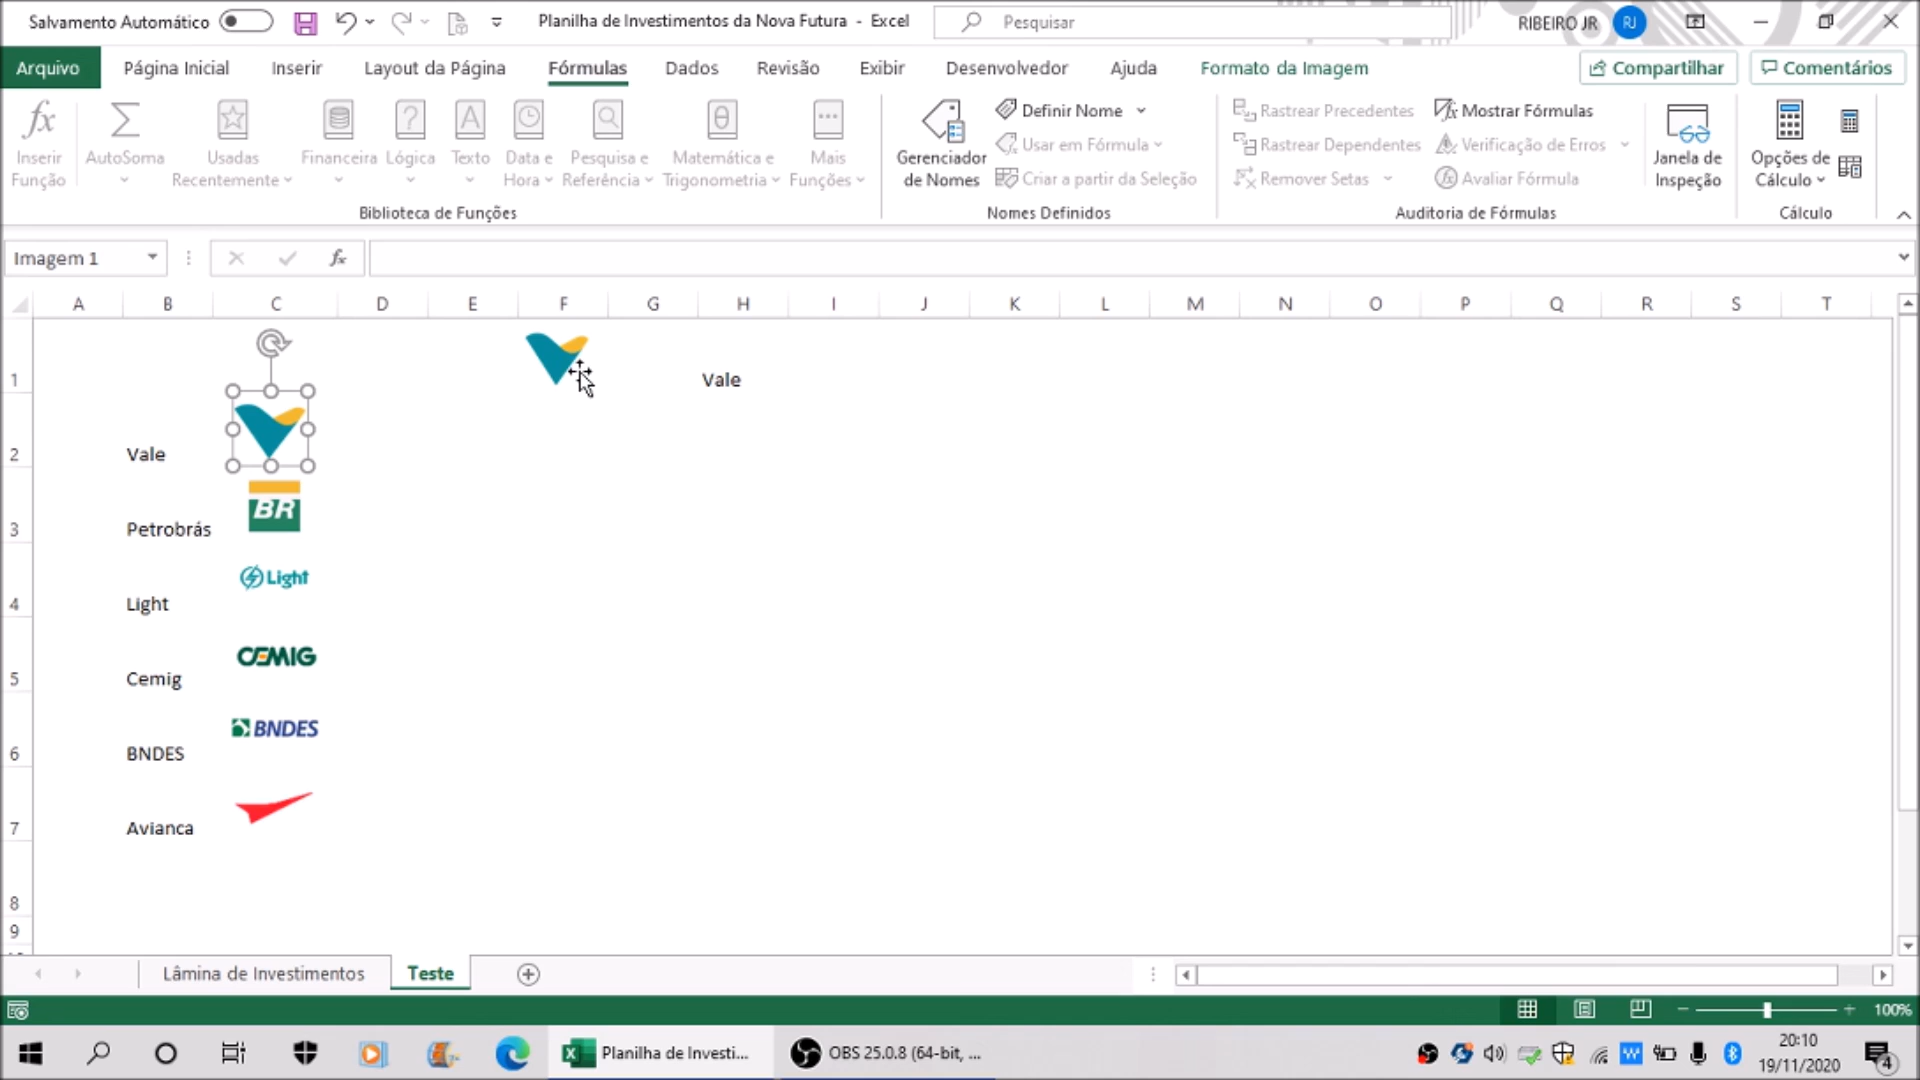 Salvamento Automático
Planilha de Investimentos da Nova Futura - Excel
Pesquisar
RIBEIRO JR
RJ
Arquivo
Página Inicial
Inserir
Layout da Página
Fórmulas
Dados
Revisão
Exibir
Desenvolvedor
Ajuda
Formato da Imagem
Compartilhar
Comentários
Inserir
Função
AutoSoma
Usadas
Recentemente
Financeira
Lógica
Texto
Data e
Hora
Pesquisa e
Referência
Matemática e
Trigonometria
Mais
Funções
Biblioteca de Funções
Gerenciador
de Nomes
Definir Nome
Usar em Fórmula
Criar a partir da Seleção
Nomes Definidos
Rastrear Precedentes
Rastrear Dependentes
Remover Setas
Mostrar Fórmulas
Verificação de Erros
Avaliar Fórmula
Auditoria de Fórmulas
Janela de
Inspeção
Opções de
Cálculo
Cálculo
Imagem 1
fx
A B C D E F G H I J K L M N O P Q R S T
1 Vale
2 Vale
3 Petrobrás BR
4 Light Light
5 Cemig CEMIG
6 BNDES BNDES
7 Avianca
8
9
Lâmina de Investimentos
Teste
100%
Planilha de Investi...
OBS 25.0.8 (64-bit, ...
20:10
19/11/2020
4